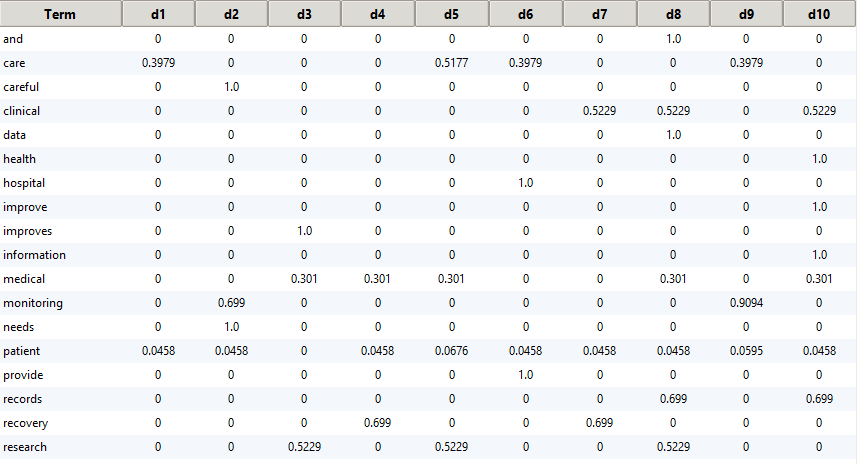 Term d1 d2 d3 d4 d5 d6 d7 d8 d9 d10
and 0 0 0 0 0 0 0 1.0 0 0
care 0.3979 0 0 0 0.5177 0.3979 0 0 0.3979 0
careful 0 1.0 0 0 0 0 0 0 0 0
clinical 0 0 0 0 0 0 0.5229 0.5229 0 0.5229
data 0 0 0 0 0 0 0 1.0 0 0
health 0 0 0 0 0 0 0 0 0 1.0
hospital 0 0 0 0 0 1.0 0 0 0 0
improve 0 0 0 0 0 0 0 0 0 1.0
improves 0 0 1.0 0 0 0 0 0 0 0
information 0 0 0 0 0 0 0 0 0 1.0
medical 0 0 0.301 0.301 0.301 0 0 0.301 0 0.301
monitoring 0 0.699 0 0 0 0 0 0 0.9094 0
needs 0 1.0 0 0 0 0 0 0 0 0
patient 0.0458 0.0458 0 0.0458 0.0676 0.0458 0.0458 0.0458 0.0595 0.0458
provide 0 0 0 0 0 1.0 0 0 0 0
records 0 0 0 0 0 0 0 0.699 0 0.699
recovery 0 0 0 0.699 0 0 0.699 0 0 0
research 0 0 0.5229 0 0.5229 0 0 0.5229 0 0